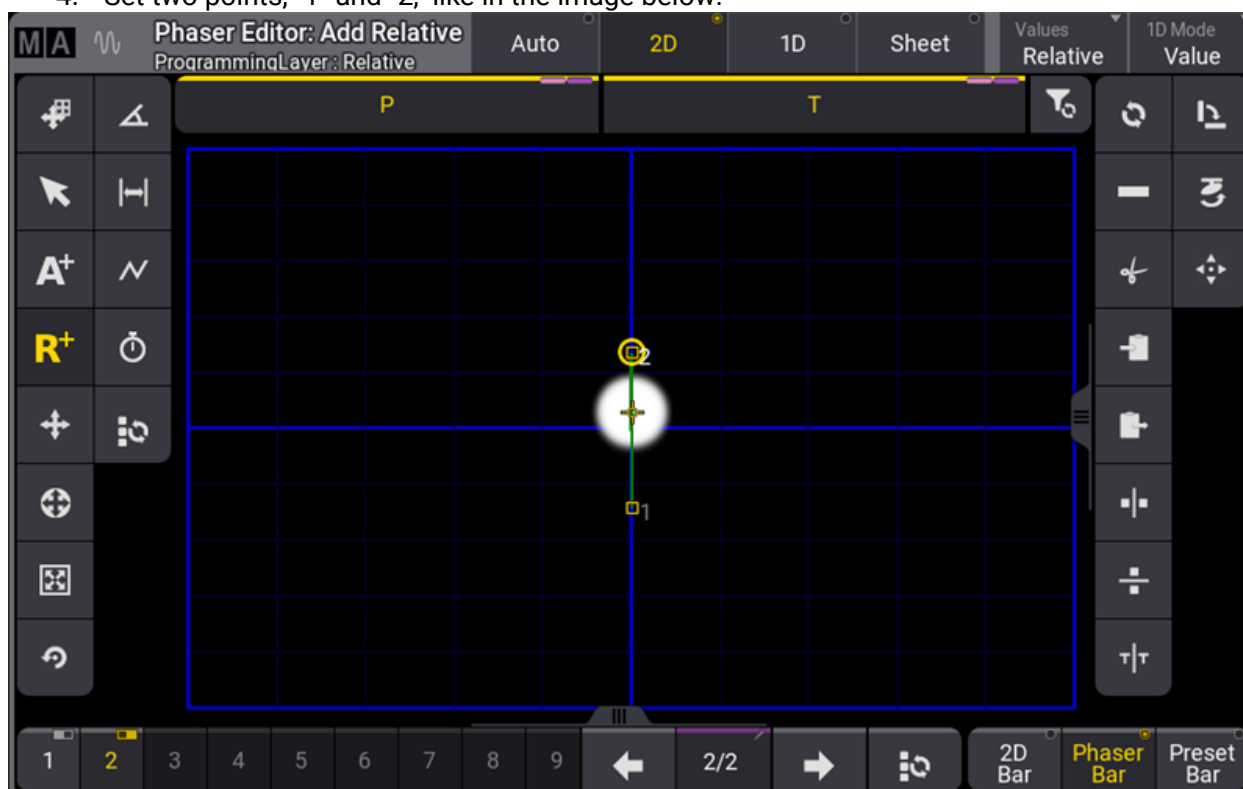 4. Set two points, "1" and "2," like in the image below.
MA Phaser Editor: Add Relative
ProgrammingLayer : Relative
Auto
2D
1D
Sheet
Values
Relative
1D Mode
Value
P
T
A+
R+
2
1
T|T
1
2
3
4
5
6
7
8
9
2/2
2D
Bar
Phaser
Bar
Preset
Bar